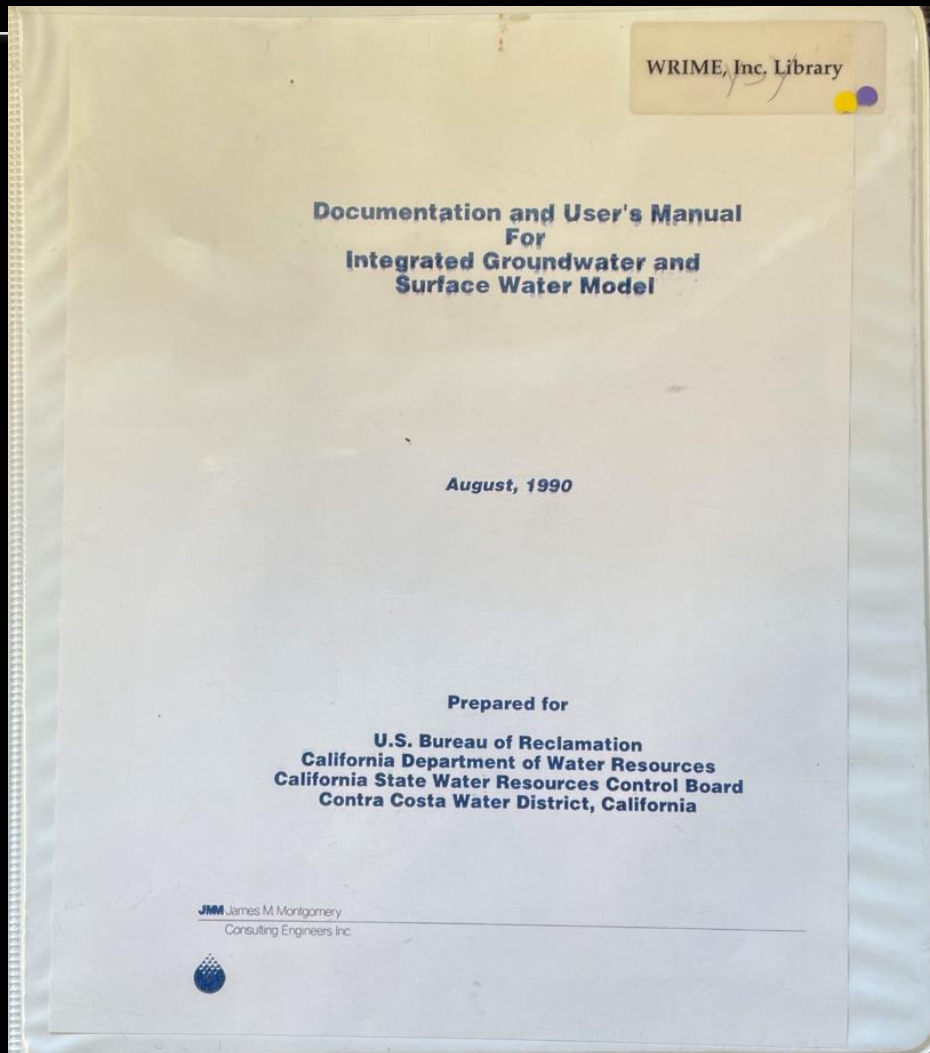 WRIME, Inc. Library
Documentation and User's Manual
For
Integrated Groundwater and
Surface Water Model
August, 1990
Prepared for
U.S. Bureau of Reclamation
California Department of Water Resources
California State Water Resources Control Board
Contra Costa Water District, California
JMM James M. Montgomery
Consulting Engineers Inc.